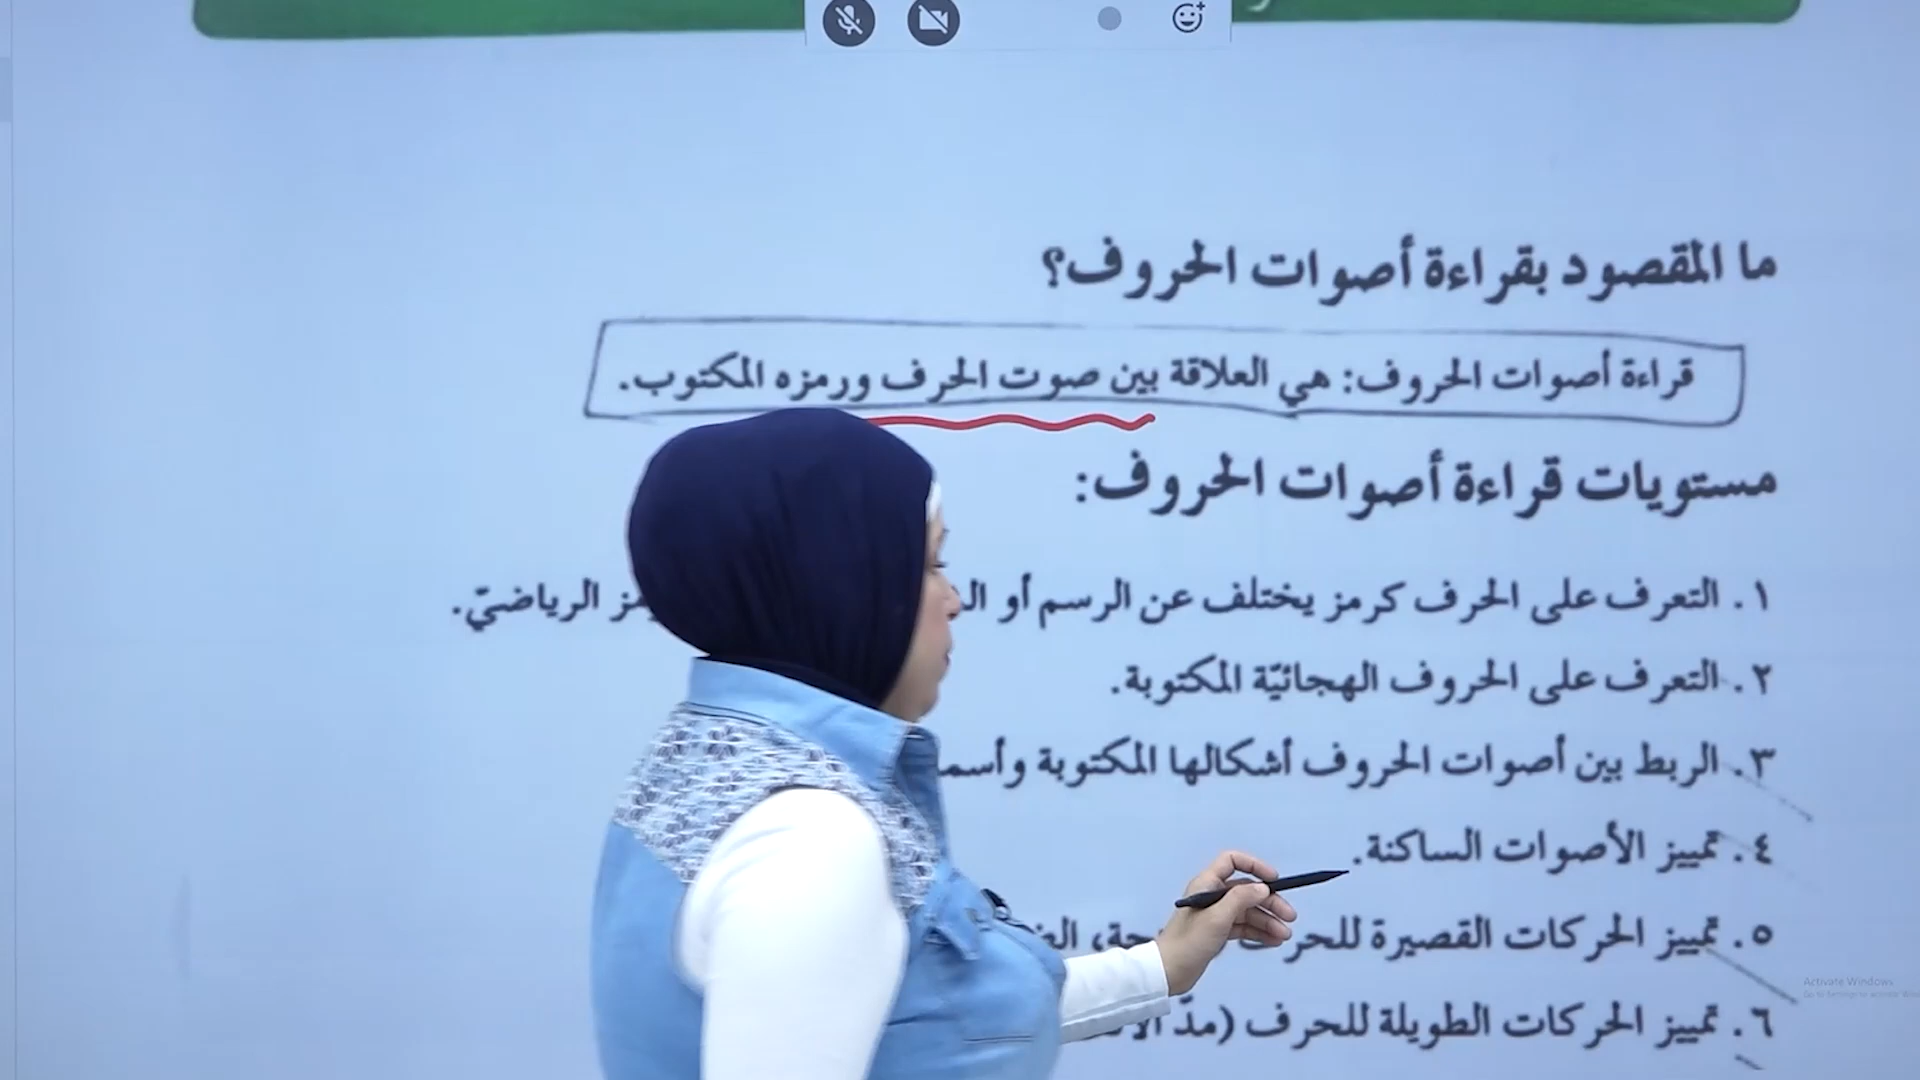 ما المقصود بقراءة أصوات الحروف؟
قراءة أصوات الحروف: هي العلاقة بين صوت الحرف ورمزه المكتوب.
مستويات قراءة أصوات الحروف:
١. التعرف على الحرف كرمز يختلف عن الرسم أو الرياضيّ.
٢. التعرف على الحروف الهجائيّة المكتوبة.
٣. الربط بين أصوات الحروف أشكالها المكتوبة
٤. تمييز الأصوات الساكنة.
٥. تمييز الحركات القصيرة للحرف
٦. تمييز الحركات الطويلة للحرف (مدّ
Activate Windows